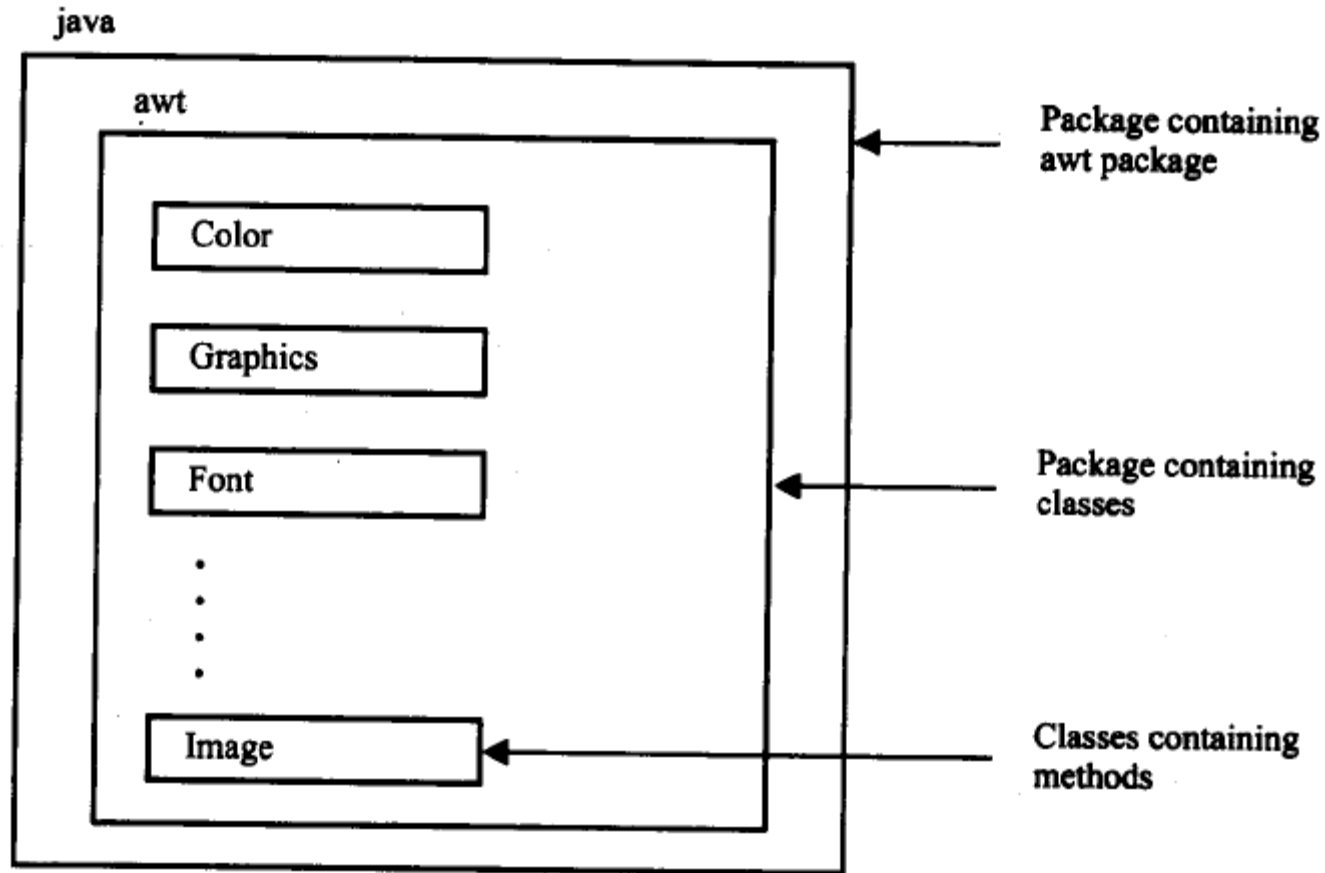 java
awt
Package containing
awt package
Color
Graphics
Font
Package containing
classes
Image
Classes containing
methods